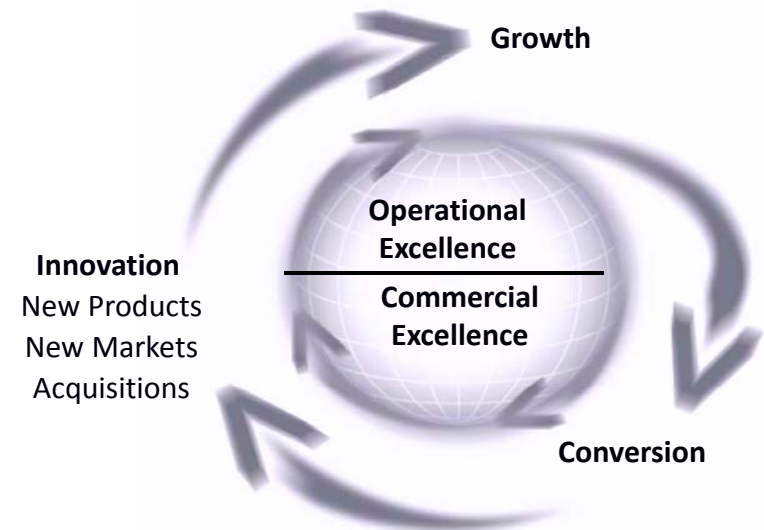 Growth
Operational
Excellence
Commercial
Excellence
Innovation
New Products
New Markets
Acquisitions
Conversion